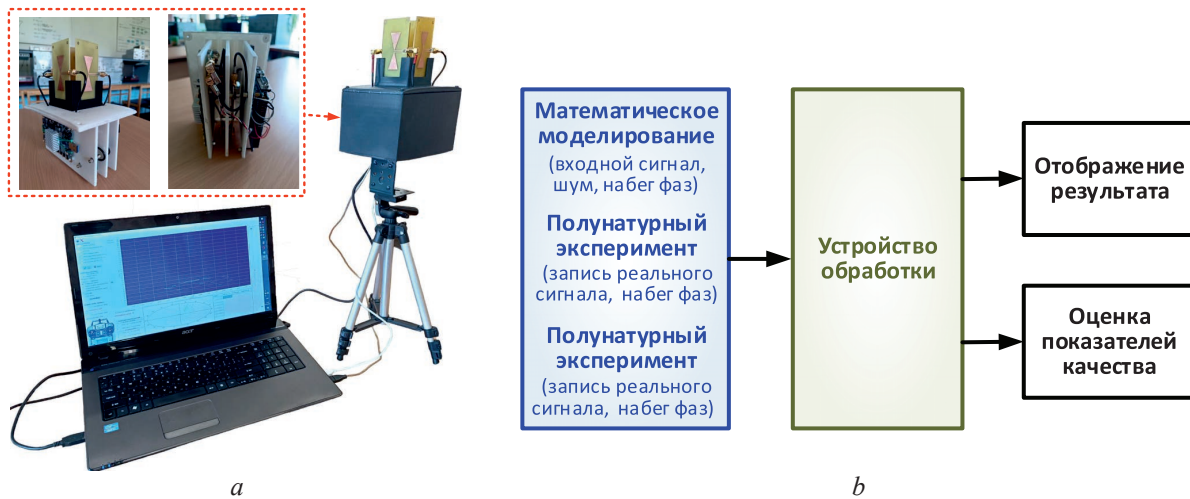 Математическое
моделирование
(входной сигнал,
шум, набег фаз)
Полунатурный
эксперимент
(запись реального
сигнала, набег фаз)
Полунатурный
эксперимент
(запись реального
сигнала, набег фаз)
Устройство
обработки
Отображение
результата
Оценка
показателей
качества
acer
a
b